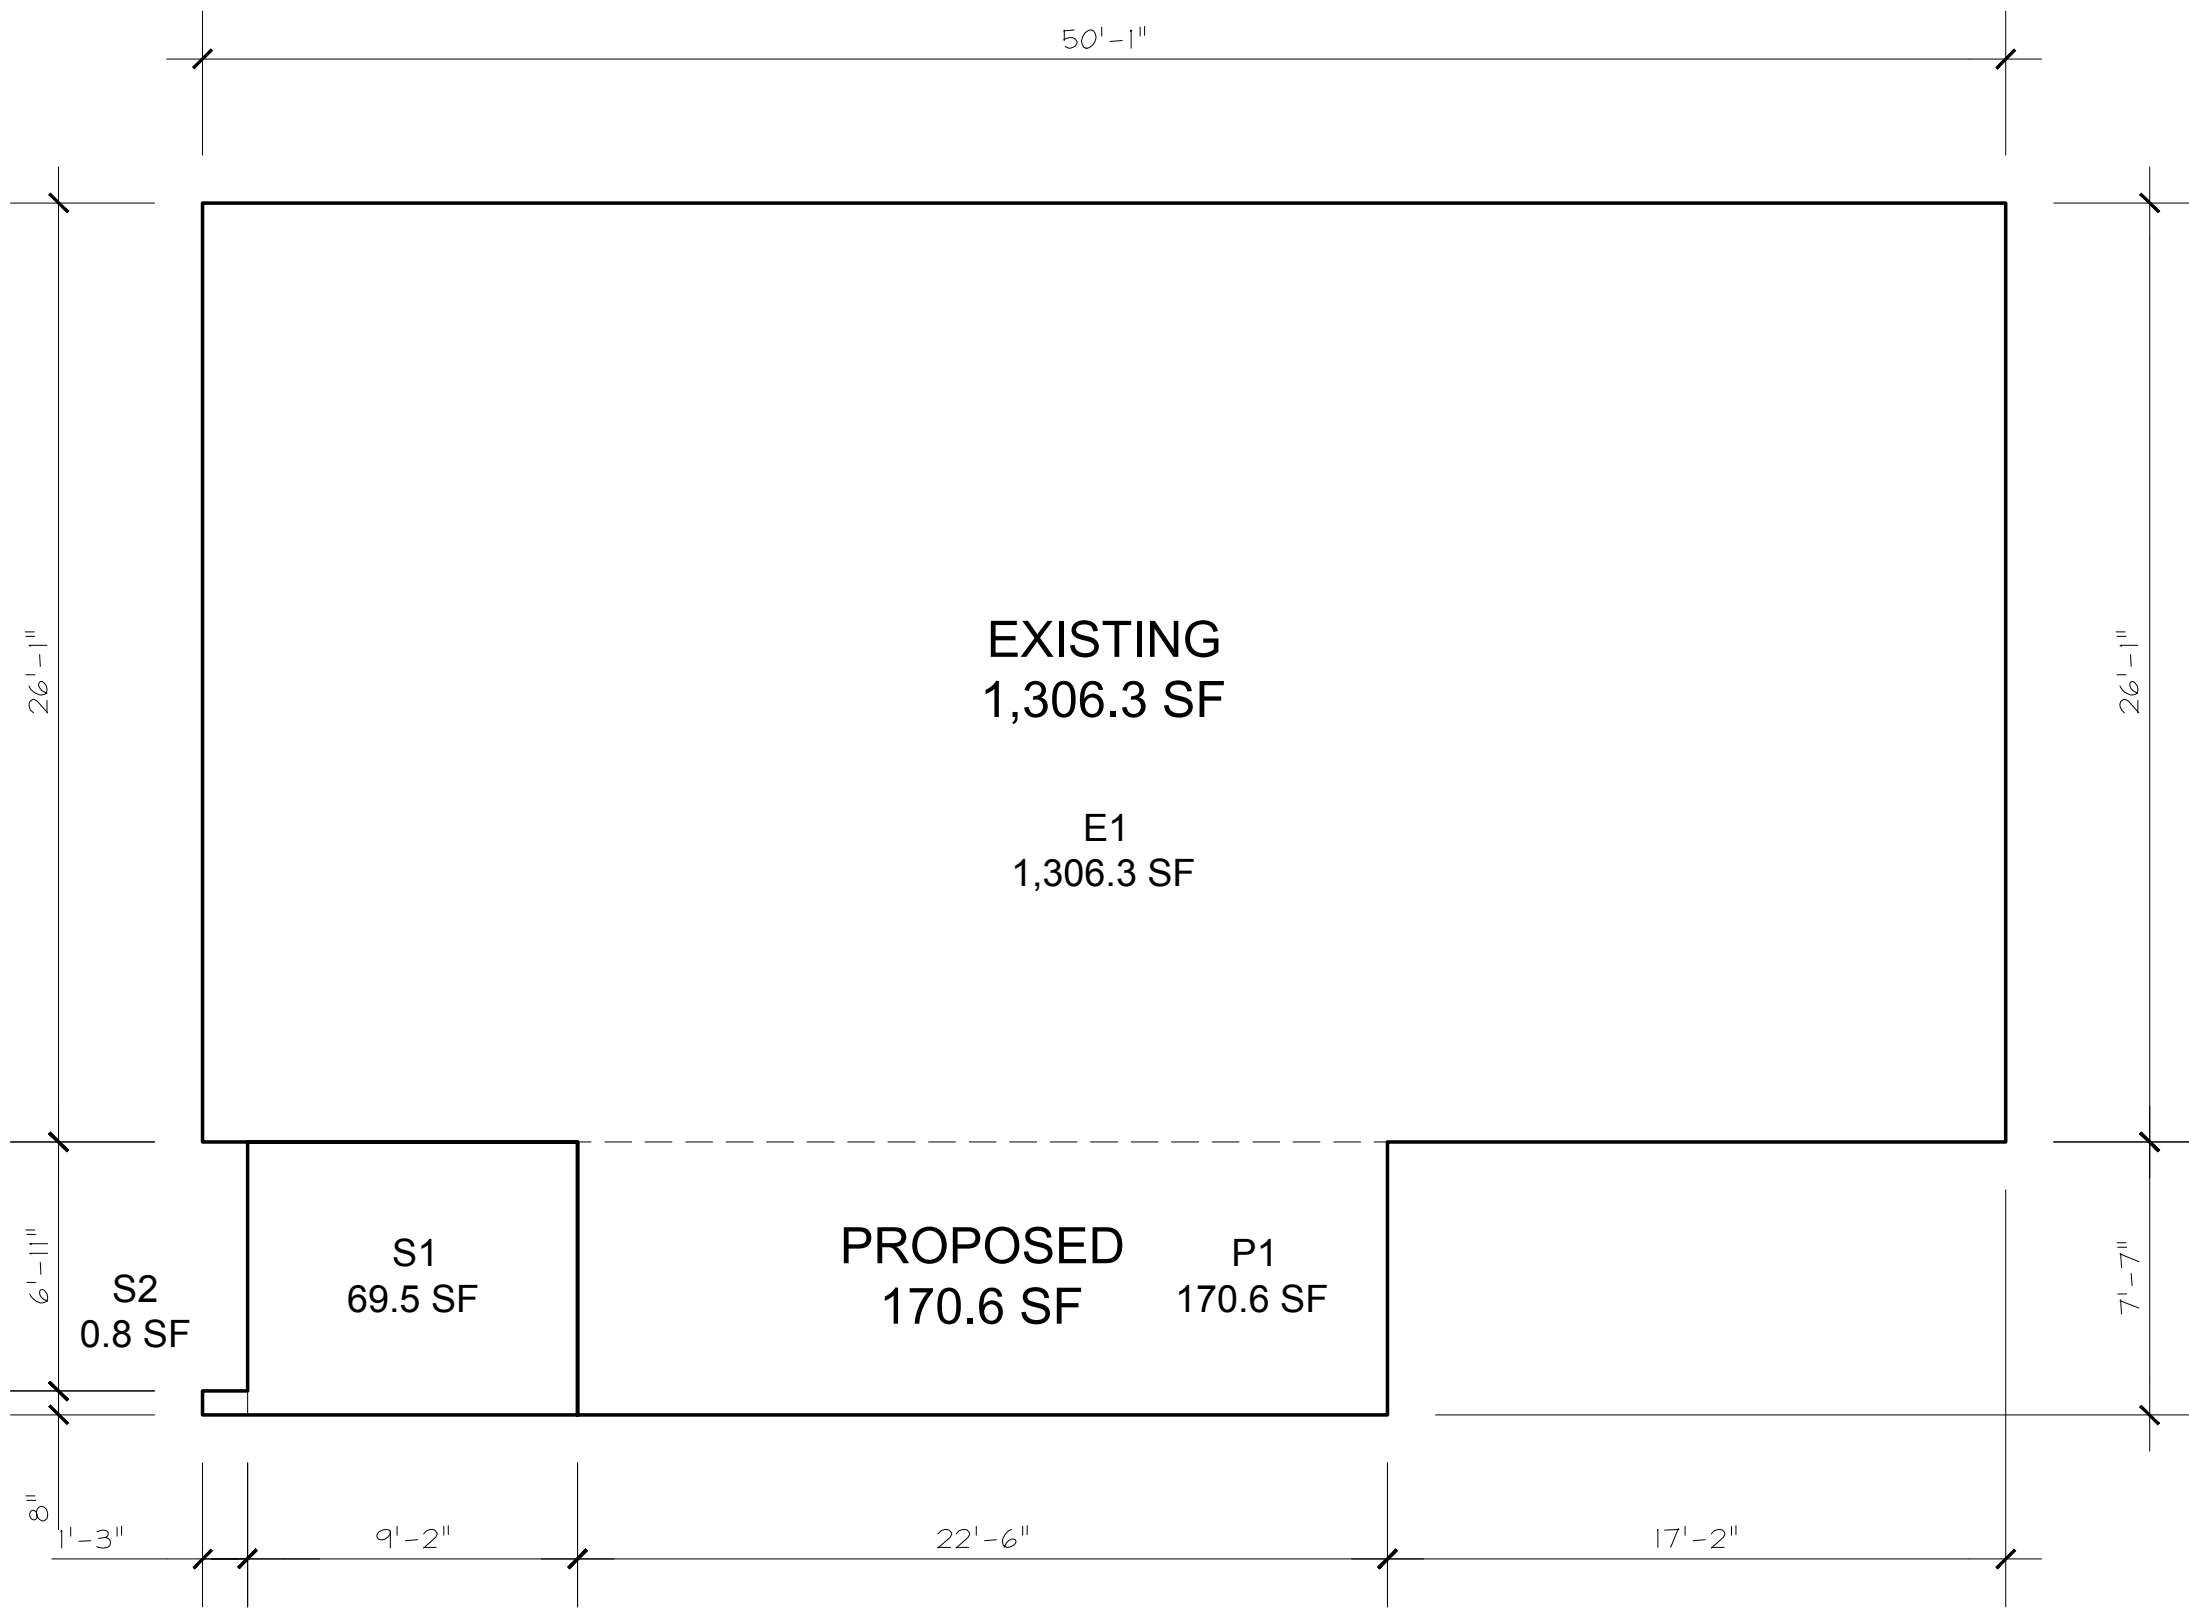 50'-1"
26'-1"
26'-1"
EXISTING
1,306.3 SF
E1
1,306.3 SF
6'-11"
S2
0.8 SF
S1
69.5 SF
PROPOSED
170.6 SF
P1
170.6 SF
7'-7"
8"
1'-3"
9'-2"
22'-6"
17'-2"